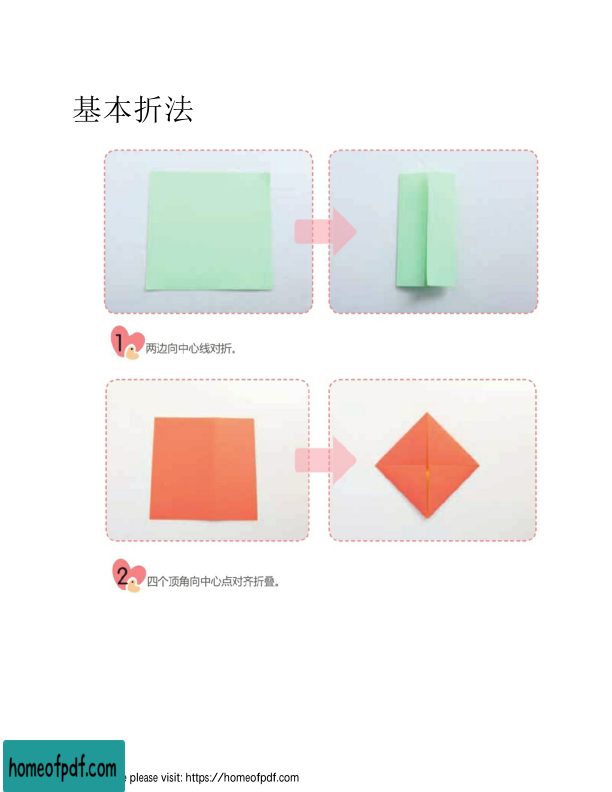 基本折法
1 两边向中心线对折。
2 四个顶角向中心点对齐折叠。
homeofpdf.com
e please visit: https://homeofpdf.com